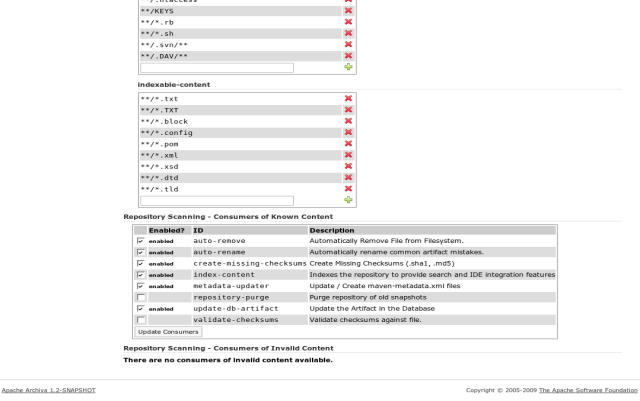 **/.htaccess
**/KEYS
**/*.rb
**/*.sh
**/.svn/**
**/.DAV/**
indexable-content
**/*.txt
**/*.TXT
**/*.block
**/*.config
**/*.pom
**/*.xml
**/*.xsd
**/*.dtd
**/*.tld
Repository Scanning - Consumers of Known Content
Enabled? ID Description
enabled auto-remove Automatically Remove File from Filesystem.
enabled auto-rename Automatically rename common artifact mistakes.
enabled create-missing-checksums Create Missing Checksums (.sha1, .md5)
enabled index-content Indexes the repository to provide search and IDE integration features
enabled metadata-updater Update / Create maven-metadata.xml files
repository-purge Purge repository of old snapshots
enabled update-db-artifact Update the Artifact in the Database
validate-checksums Validate checksums against file.
Update Consumers
Repository Scanning - Consumers of Invalid Content
There are no consumers of invalid content available.
Apache Archiva 1.2-SNAPSHOT Copyright © 2005-2009 The Apache Software Foundation